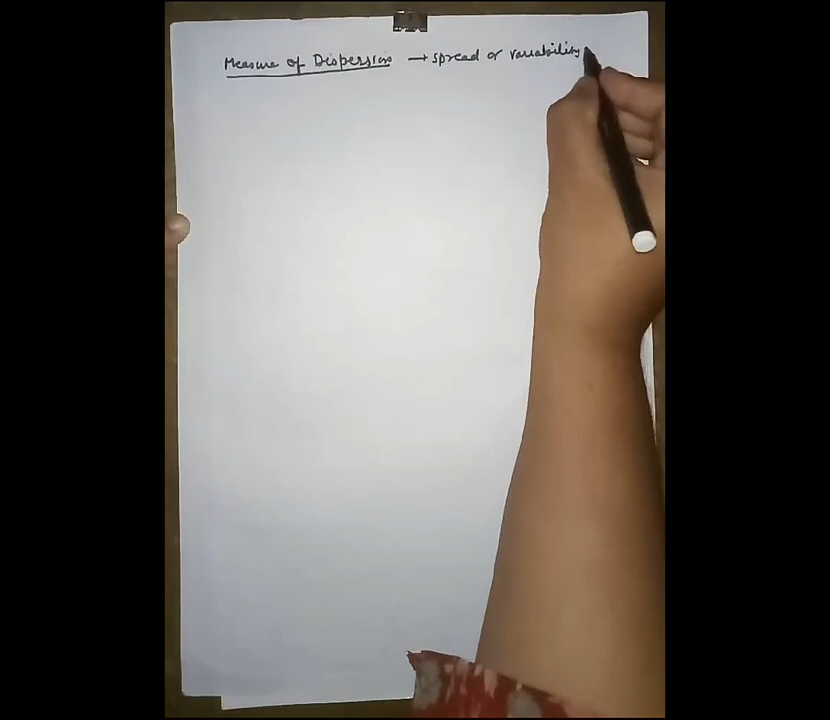 Measure of Dispersion → spread or variability